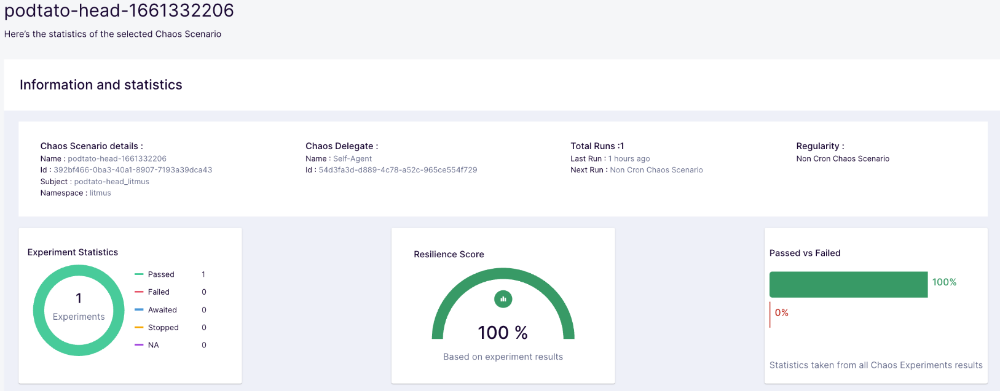 podtato-head-1661332206
Here's the statistics of the selected Chaos Scenario
Information and statistics
Chaos Scenario details :
Name : podtato-head-1661332206
Id : 392bf466-0ba3-40a1-8907-7193a39dca43
Subject : podtato-head_litmus
Namespace : litmus
Chaos Delegate :
Name : Self-Agent
Id : 54d3fa3d-d889-4c78-a52c-965ce554f729
Total Runs :1
Last Run : 1 hours ago
Next Run : Non Cron Chaos Scenario
Regularity :
Non Cron Chaos Scenario
Experiment Statistics
1
Experiments
Passed 1
Failed 0
Awaited 0
Stopped 0
NA 0
Resilience Score
100 %
Based on experiment results
Passed vs Failed
100%
0%
Statistics taken from all Chaos Experiments results